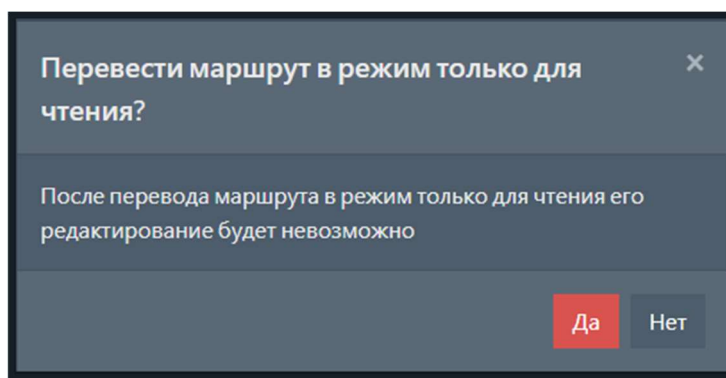 Перевести маршрут в режим только для
чтения?
После перевода маршрута в режим только для чтения его
редактирование будет невозможно
Да Нет